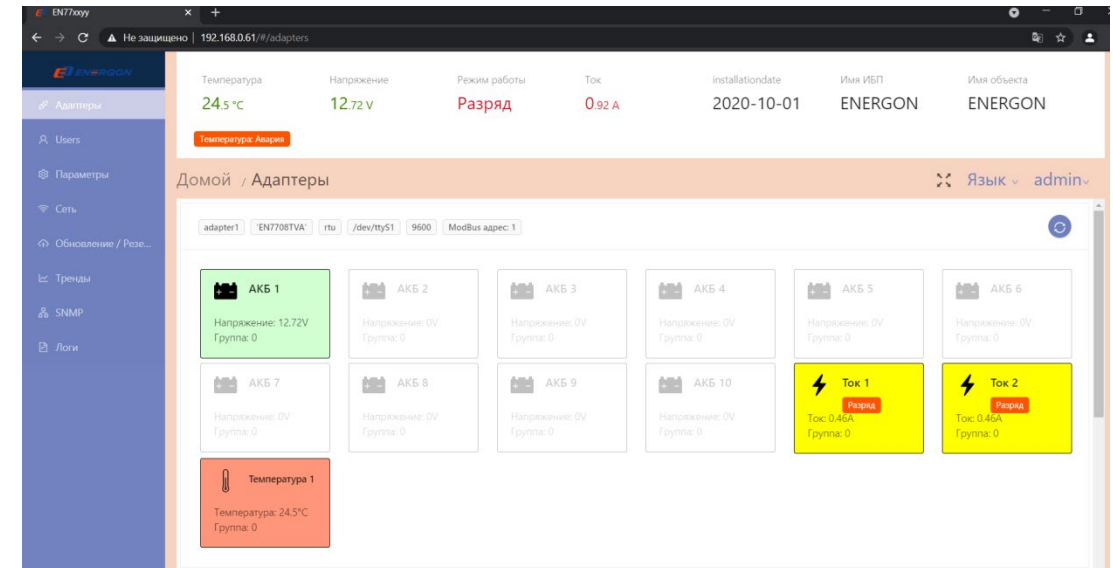 EN77xxyy
Не защищено | 192.168.0.61/#/adapters
ENERGON
Адаптеры
Users
Параметры
Сеть
Обновление / Резе...
Тренды
SNMP
Логи
Температура Напряжение Режим работы Ток installationdate Имя ИБП Имя объекта
24.5 °C 12.72 V Разряд 0.92 A 2020-10-01 ENERGON ENERGON
Температура: Авария
Домой / Адаптеры Язык admin
adapter1 'EN7708TVA' rtu /dev/ttyS1 9600 ModBus адрес: 1
АКБ 1 АКБ 2 АКБ 3 АКБ 4 АКБ 5 АКБ 6
Напряжение: 12.72V Напряжение: 0V Напряжение: 0V Напряжение: 0V Напряжение: 0V Напряжение: 0V
Группа: 0 Группа: 0 Группа: 0 Группа: 0 Группа: 0 Группа: 0
АКБ 7 АКБ 8 АКБ 9 АКБ 10 Ток 1 Ток 2
Разряд Разряд
Напряжение: 0V Напряжение: 0V Напряжение: 0V Напряжение: 0V Ток: 0.46A Ток: 0.46A
Группа: 0 Группа: 0 Группа: 0 Группа: 0 Группа: 0 Группа: 0
Температура 1
Температура: 24.5°C
Группа: 0